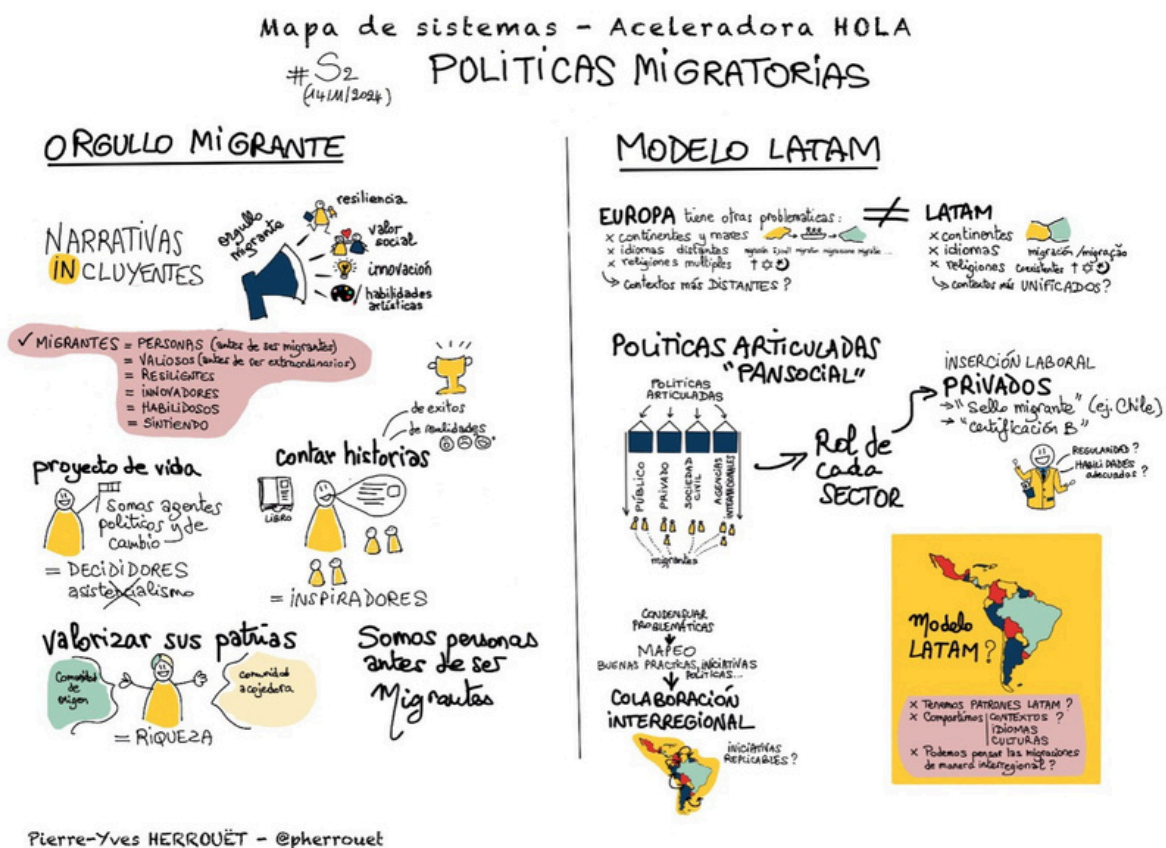 Mapa de sistemas - Aceleradora HOLA
#S2
(14/11/2024)
POLITICAS MIGRATORIAS
ORGULLO MIGRANTE
NARRATIVAS
INCLUYENTES
orgullo
migrante
resiliencia
valor
social
innovación
habilidades
artísticas
✓ MIGRANTES = PERSONAS (antes de ser migrantes)
= VALIOSOS (antes de ser extraordinarios)
= RESILIENTES
= INNOVADORES
= HABILIDOSOS
= SINTIENDO
proyecto de vida
Somos agentes
politicos y de
cambio
= DECIDIDORES
asistencialismo
contar historias
de exitos
de realidades
LIBRO
= INSPIRADORES
valorizar sus patrias
Comunidad
de
origen
comunidad
acojedora
= RIQUEZA
Somos personas
antes de ser
Migrantes
MODELO LATAM
EUROPA tiene otras problematicas:
x continentes y mares
x idiomas distantes
x religiones multiples
↳ contextos más DISTANTES?
≠
LATAM
x continentes
x idiomas migración/migração
x religiones coexistentes
↳ contextos más UNIFICADOS?
POLITICAS ARTICULADAS
"PANSOCIAL"
POLITICAS
ARTICULADAS
PUBLICO
PRIVADO
SOCIEDAD
CIVIL
AGENCIAS
migrantes
Rol de
cada
SECTOR
INSERCIÓN LABORAL
PRIVADOS
→ "Sello migrante" (ej. Chile)
→ "certificación B"
REGULARIDAD?
HABILIDADES
adecuadas?
CONDENSUAR
PROBLEMÁTICAS
MAPEO
BUENAS PRACTICAS, INICIATIVAS
POLITICAS...
COLABORACIÓN
INTERREGIONAL
INICIATIVAS
REPLICABLES?
Modelo
LATAM?
x Tenemos PATRONES LATAM?
x Compartimos CONTEXTOS?
IDIOMAS
CULTURAS
x Podemos pensar las migraciones
de manera interregional?
Pierre-Yves HERROUËT - @pherrouet